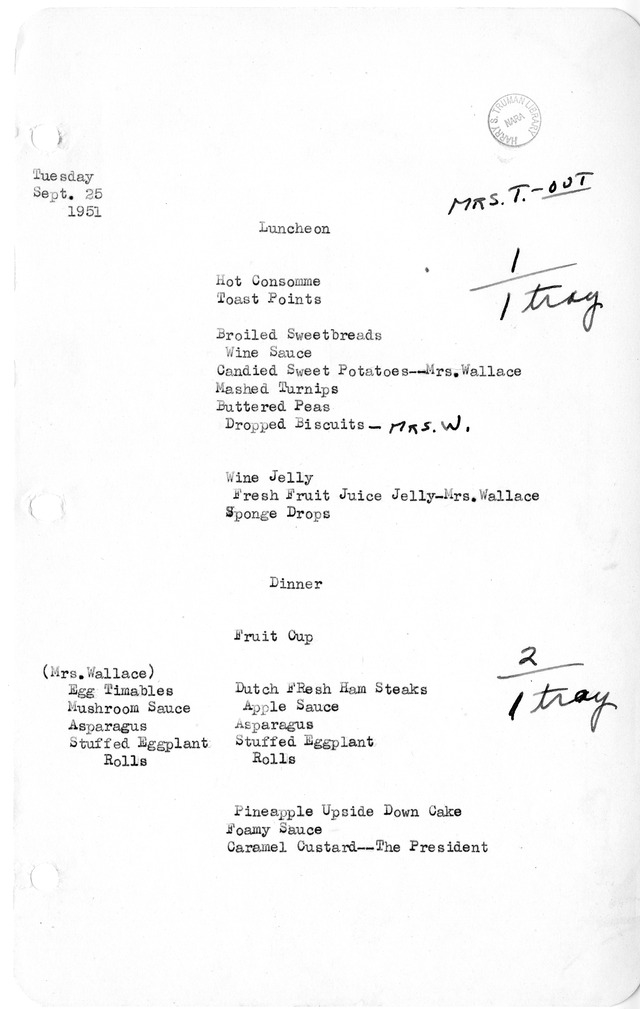 HARRY S. TRUMAN LIBRARY
NARA
Tuesday
Sept. 25
1951
MRS. T. - OUT
Luncheon
1
1 tray
Hot Consomme
Toast Points
Broiled Sweetbreads
Wine Sauce
Candied Sweet Potatoes--Mrs.Wallace
Mashed Turnips
Buttered Peas
Dropped Biscuits - MRS. W.
Wine Jelly
Fresh Fruit Juice Jelly-Mrs.Wallace
Sponge Drops
Dinner
Fruit Cup
2
1 tray
(Mrs.Wallace)
Egg Timables
Mushroom Sauce
Asparagus
Stuffed Eggplant
Rolls
Dutch FResh Ham Steaks
Apple Sauce
Asparagus
Stuffed Eggplant
Rolls
Pineapple Upside Down Cake
Foamy Sauce
Caramel Custard--The President